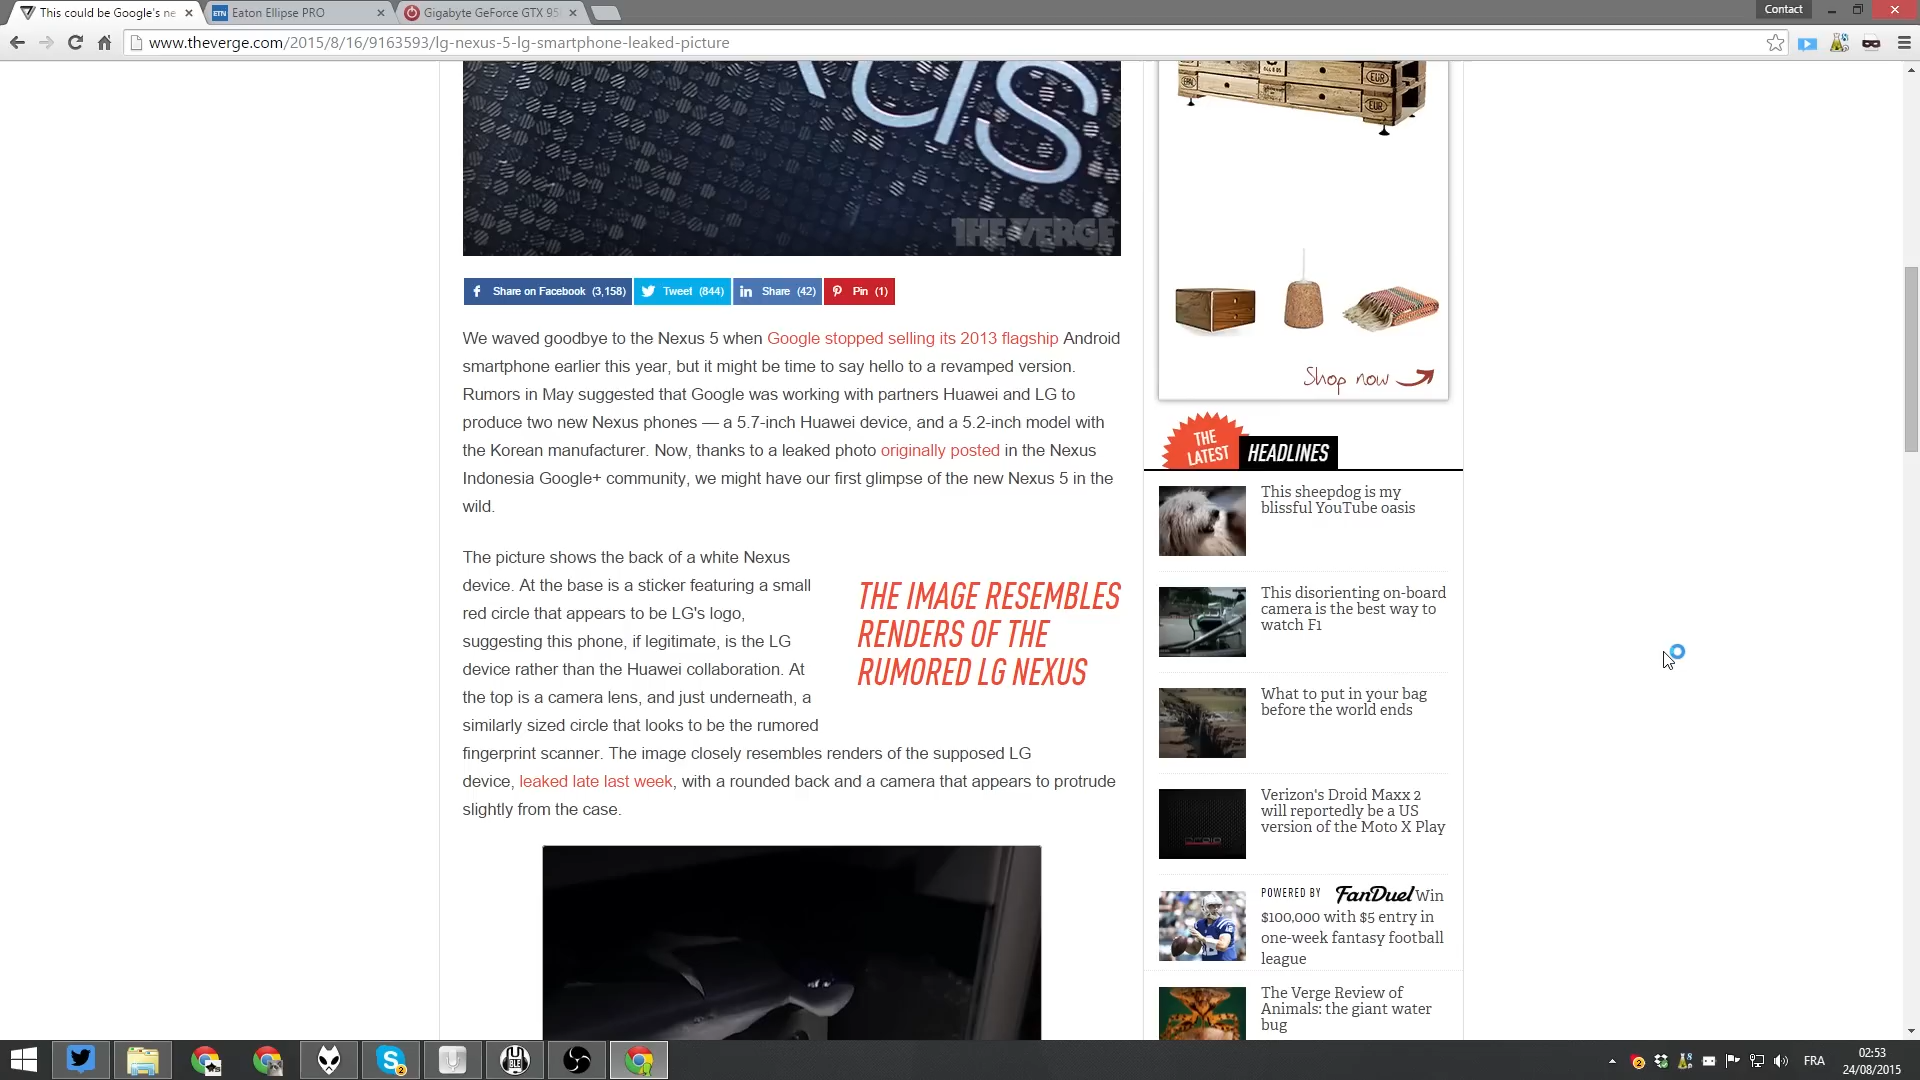 This could be Google's ne
Eaton Ellipse PRO
Gigabyte GeForce GTX 95
Contact
www.theverge.com/2015/8/16/9163593/lg-nexus-5-lg-smartphone-leaked-picture
THE VERGE
Share on Facebook (3,158)
Tweet (844)
Share (42)
Pin (1)
We waved goodbye to the Nexus 5 when Google stopped selling its 2013 flagship Android
smartphone earlier this year, but it might be time to say hello to a revamped version.
Rumors in May suggested that Google was working with partners Huawei and LG to
produce two new Nexus phones — a 5.7-inch Huawei device, and a 5.2-inch model with
the Korean manufacturer. Now, thanks to a leaked photo originally posted in the Nexus
Indonesia Google+ community, we might have our first glimpse of the new Nexus 5 in the
wild.
The picture shows the back of a white Nexus
device. At the base is a sticker featuring a small
red circle that appears to be LG's logo,
suggesting this phone, if legitimate, is the LG
device rather than the Huawei collaboration. At
the top is a camera lens, and just underneath, a
similarly sized circle that looks to be the rumored
fingerprint scanner. The image closely resembles renders of the supposed LG
device, leaked late last week, with a rounded back and a camera that appears to protrude
slightly from the case.
THE IMAGE RESEMBLES
RENDERS OF THE
RUMORED LG NEXUS
EUR
EUR
EUR
Shop now
THE
LATEST
HEADLINES
This sheepdog is my
blissful YouTube oasis
This disorienting on-board
camera is the best way to
watch F1
What to put in your bag
before the world ends
Verizon's Droid Maxx 2
will reportedly be a US
version of the Moto X Play
POWERED BY FanDuel Win
$100,000 with $5 entry in
one-week fantasy football
league
The Verge Review of
Animals: the giant water
bug
FRA
02:53
24/08/2015